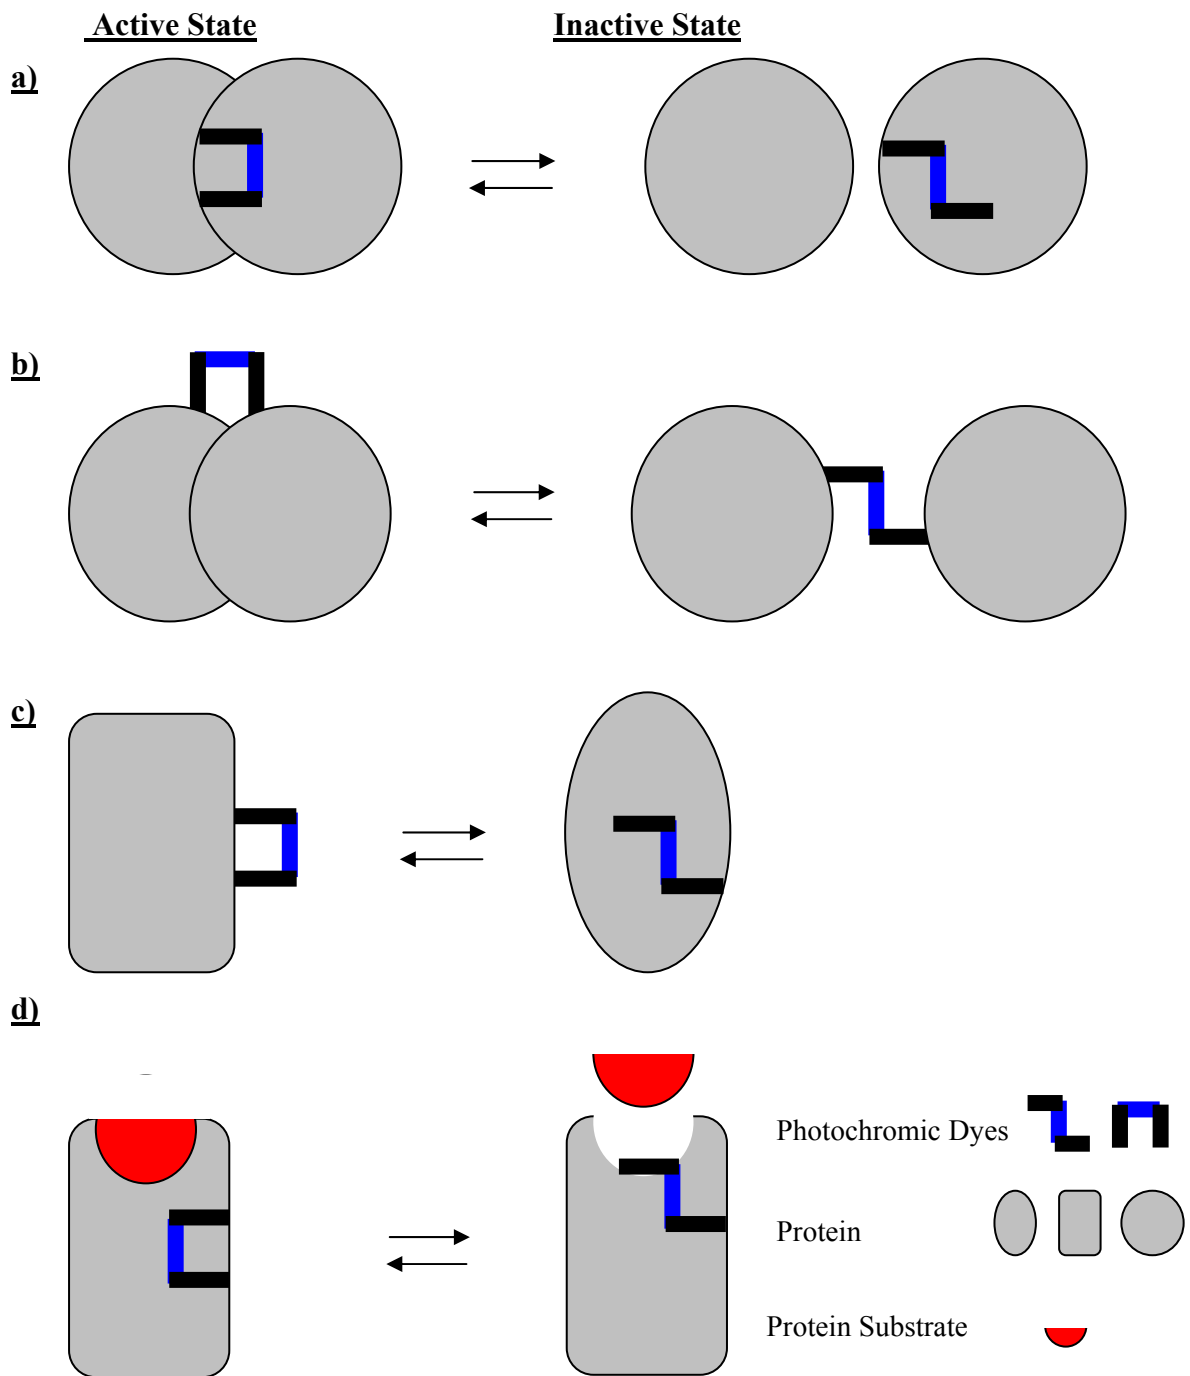 Active State Inactive State
a)
b)
c)
d)
Photochromic Dyes
Protein
Protein Substrate